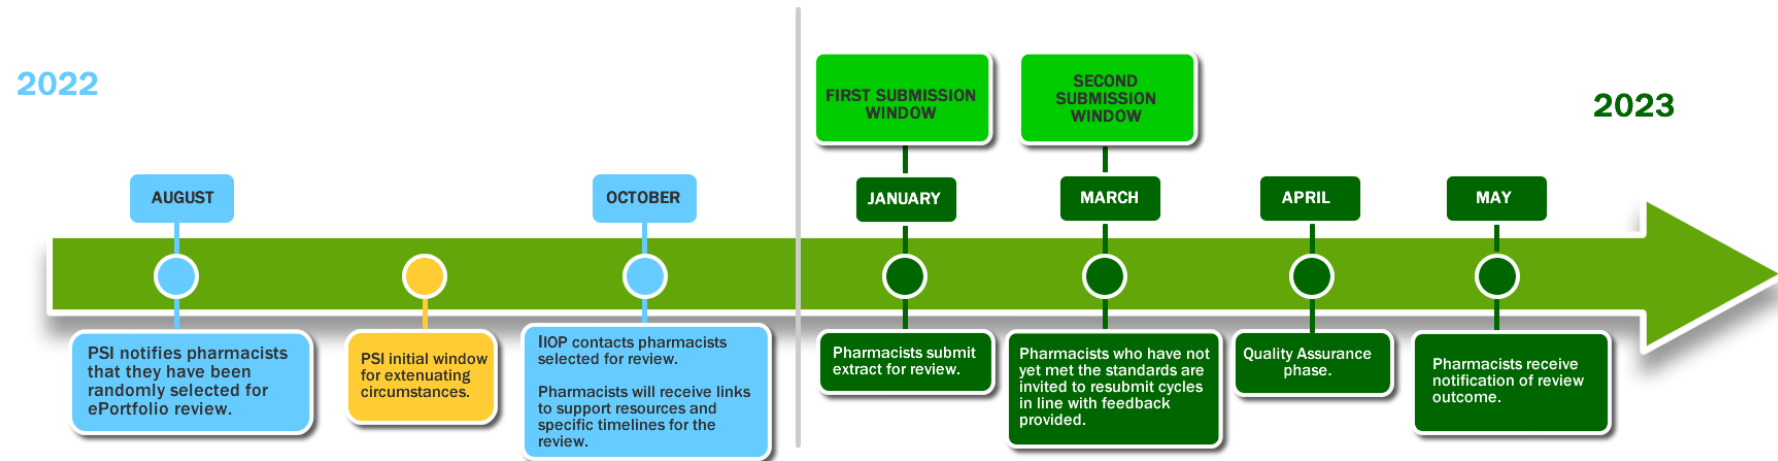 2022
2023
FIRST SUBMISSION
WINDOW
SECOND
SUBMISSION
WINDOW
AUGUST
OCTOBER
JANUARY
MARCH
APRIL
MAY
PSI notifies pharmacists
that they have been
randomly selected for
ePortfolio review.
PSI initial window
for extenuating
circumstances.
IIOP contacts pharmacists
selected for review.
Pharmacists will receive links
to support resources and
specific timelines for the
review.
Pharmacists submit
extract for review.
Pharmacists who have not
yet met the standards are
invited to resubmit cycles
in line with feedback
provided.
Quality Assurance
phase.
Pharmacists receive
notification of review
outcome.